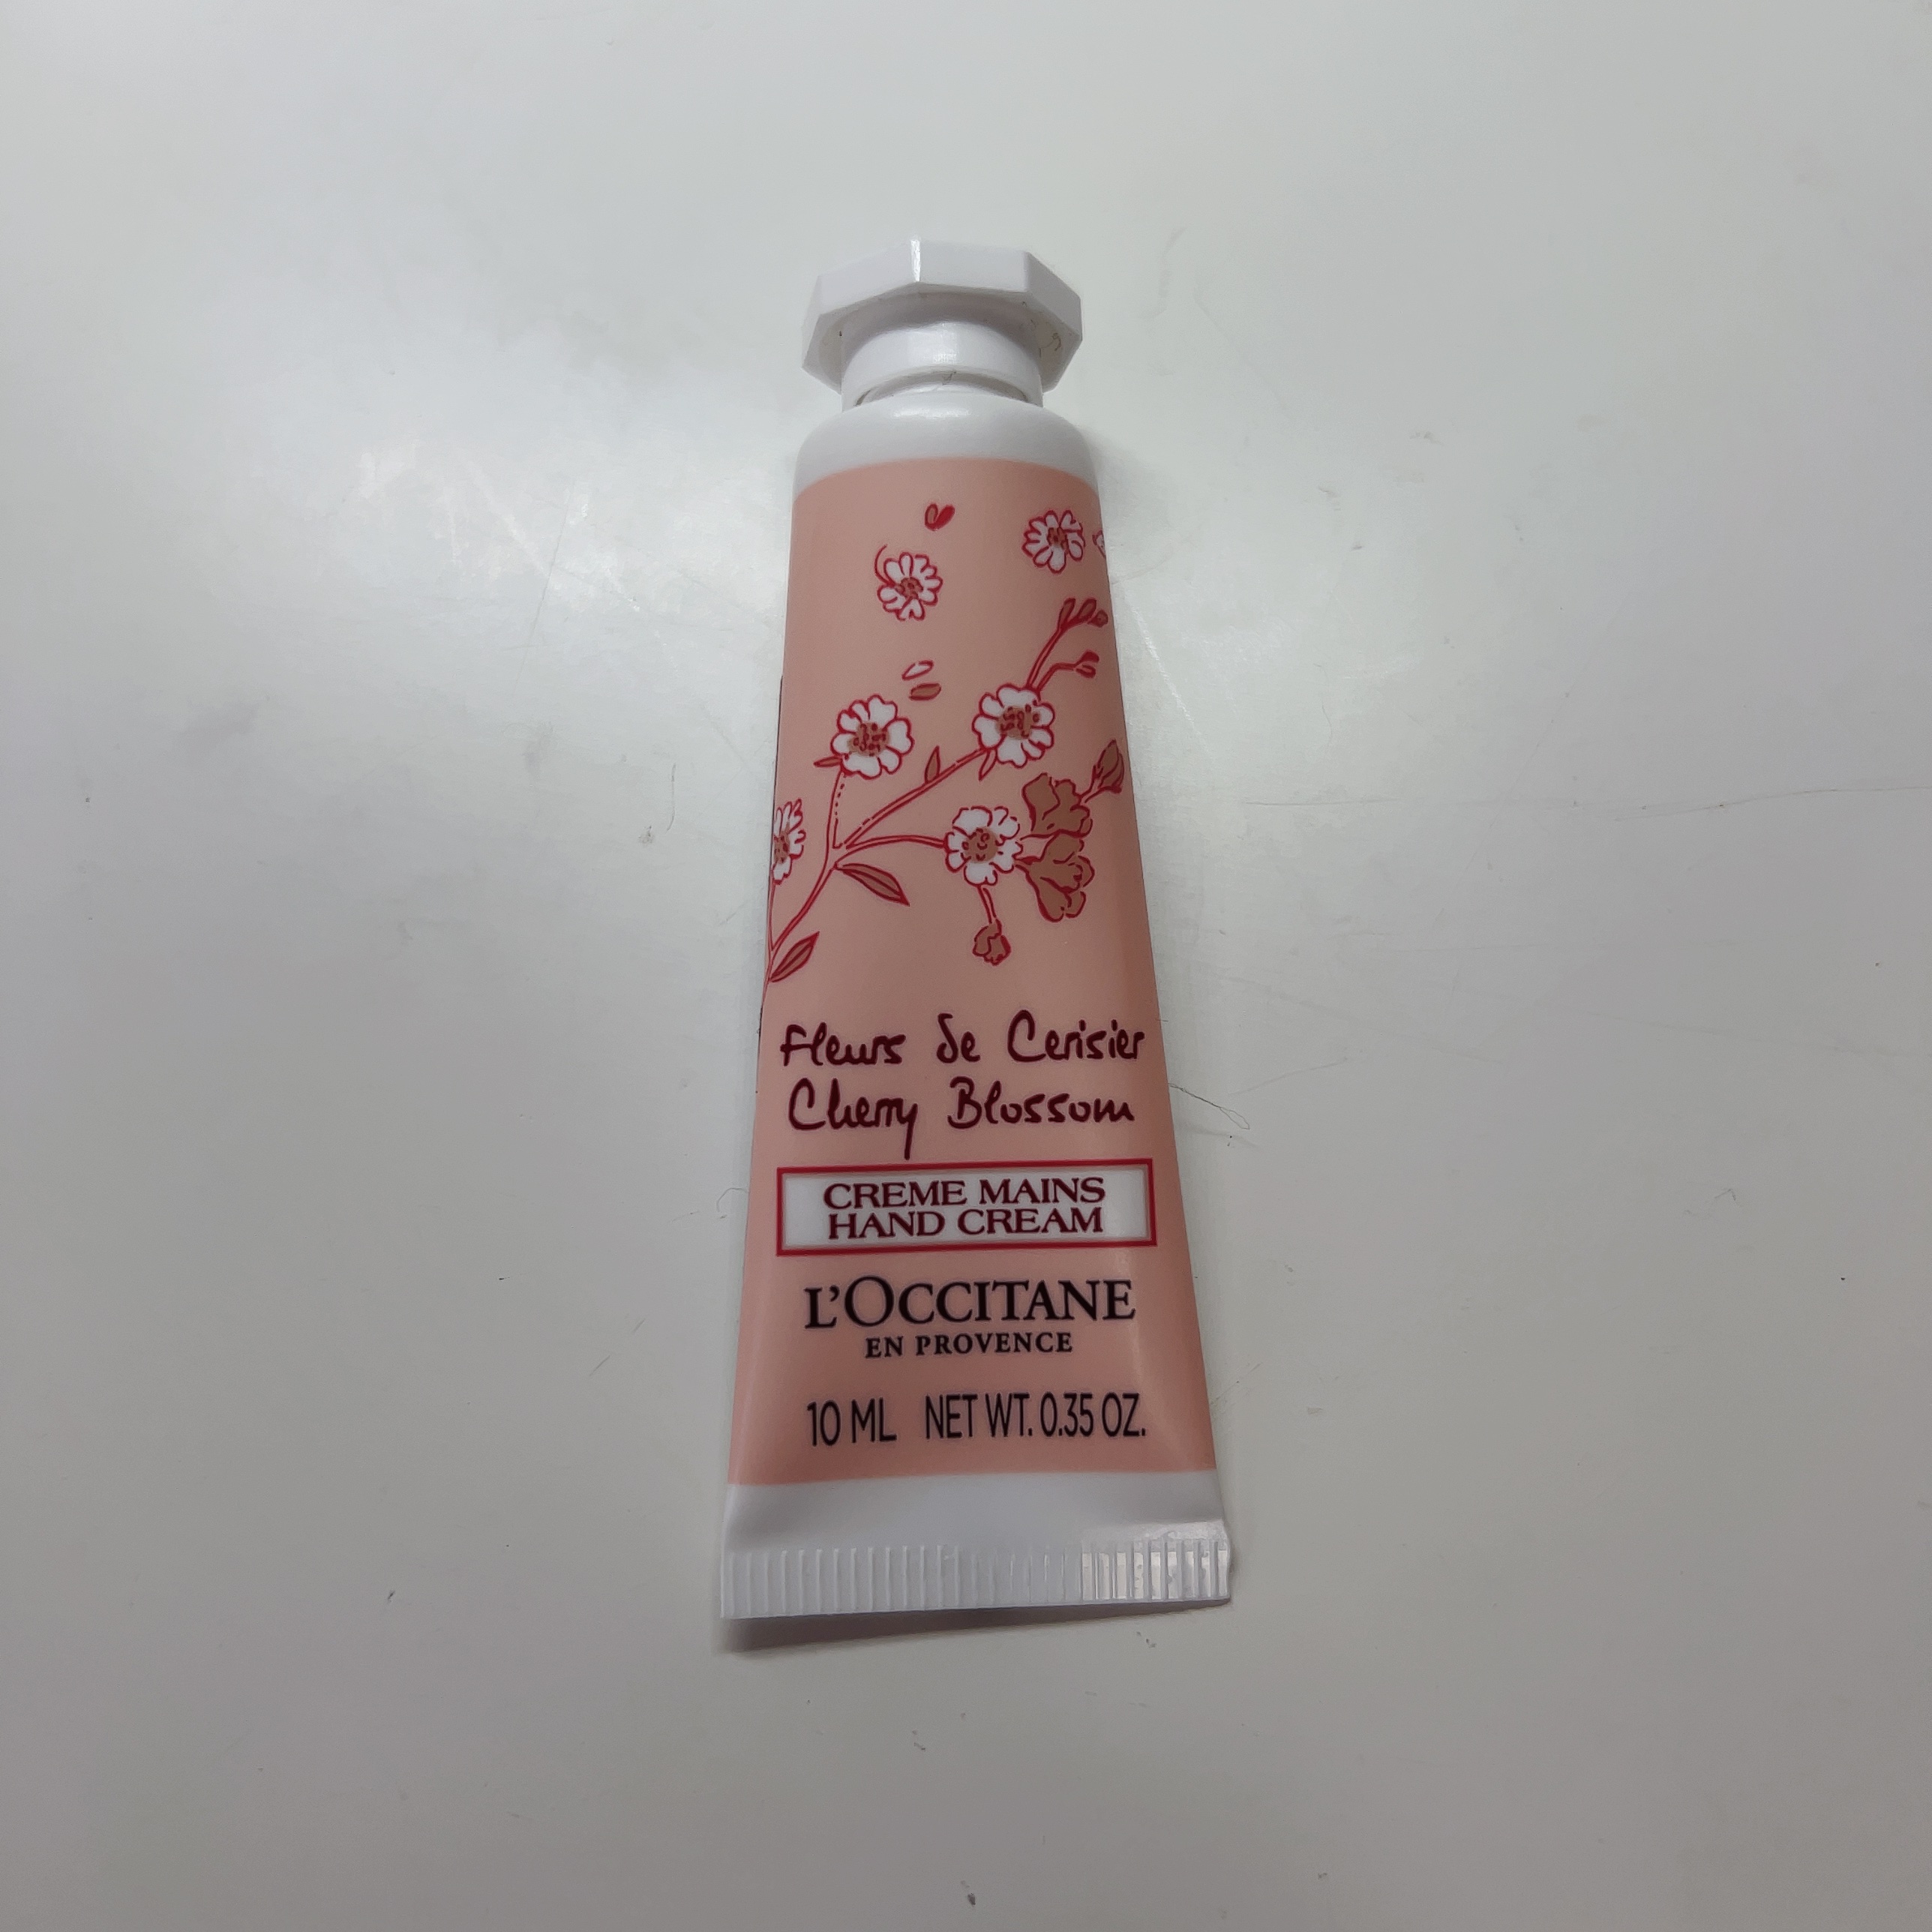 Fleurs de Cerisier
Cherry Blossom
CREME MAINS
HAND CREAM
L'OCCITANE
EN PROVENCE
10 ML NET WT. 0.35 OZ.